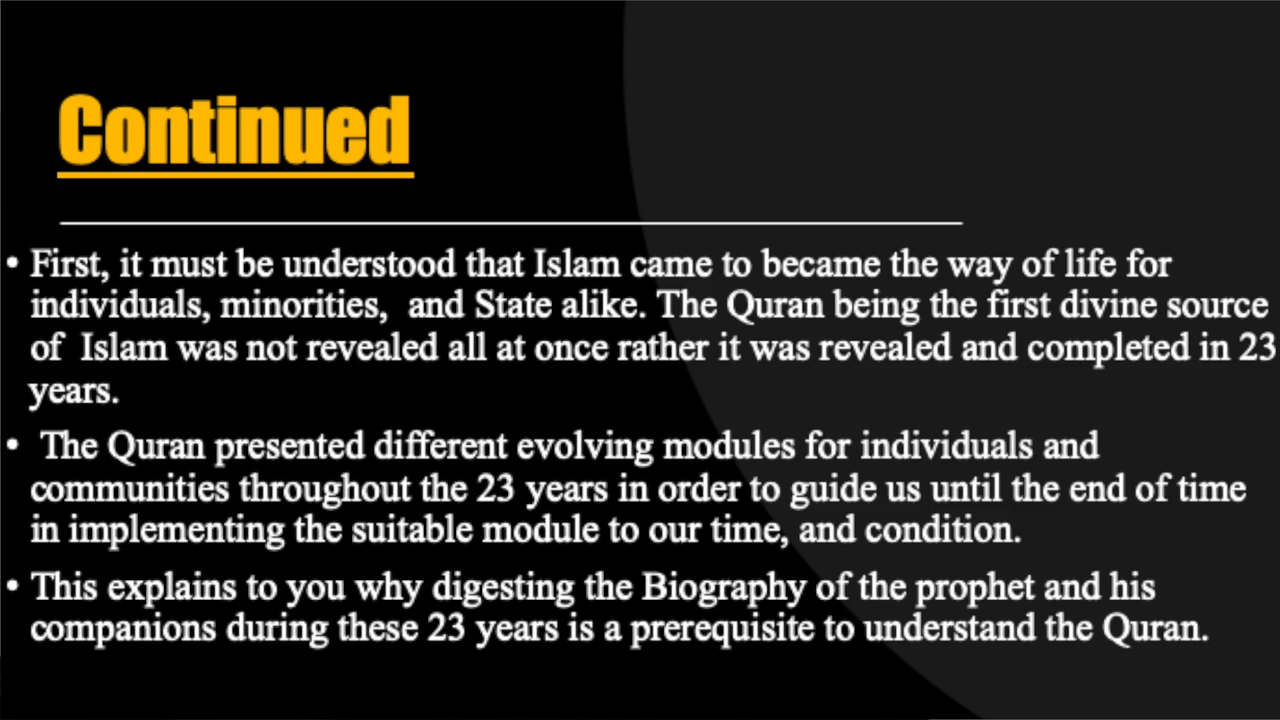 Continued
• First, it must be understood that Islam came to became the way of life for
individuals, minorities,  and State alike. The Quran being the first divine source
of  Islam was not revealed all at once rather it was revealed and completed in 23
years.
•  The Quran presented different evolving modules for individuals and
communities throughout the 23 years in order to guide us until the end of time
in implementing the suitable module to our time, and condition.
• This explains to you why digesting the Biography of the prophet and his
companions during these 23 years is a prerequisite to understand the Quran.